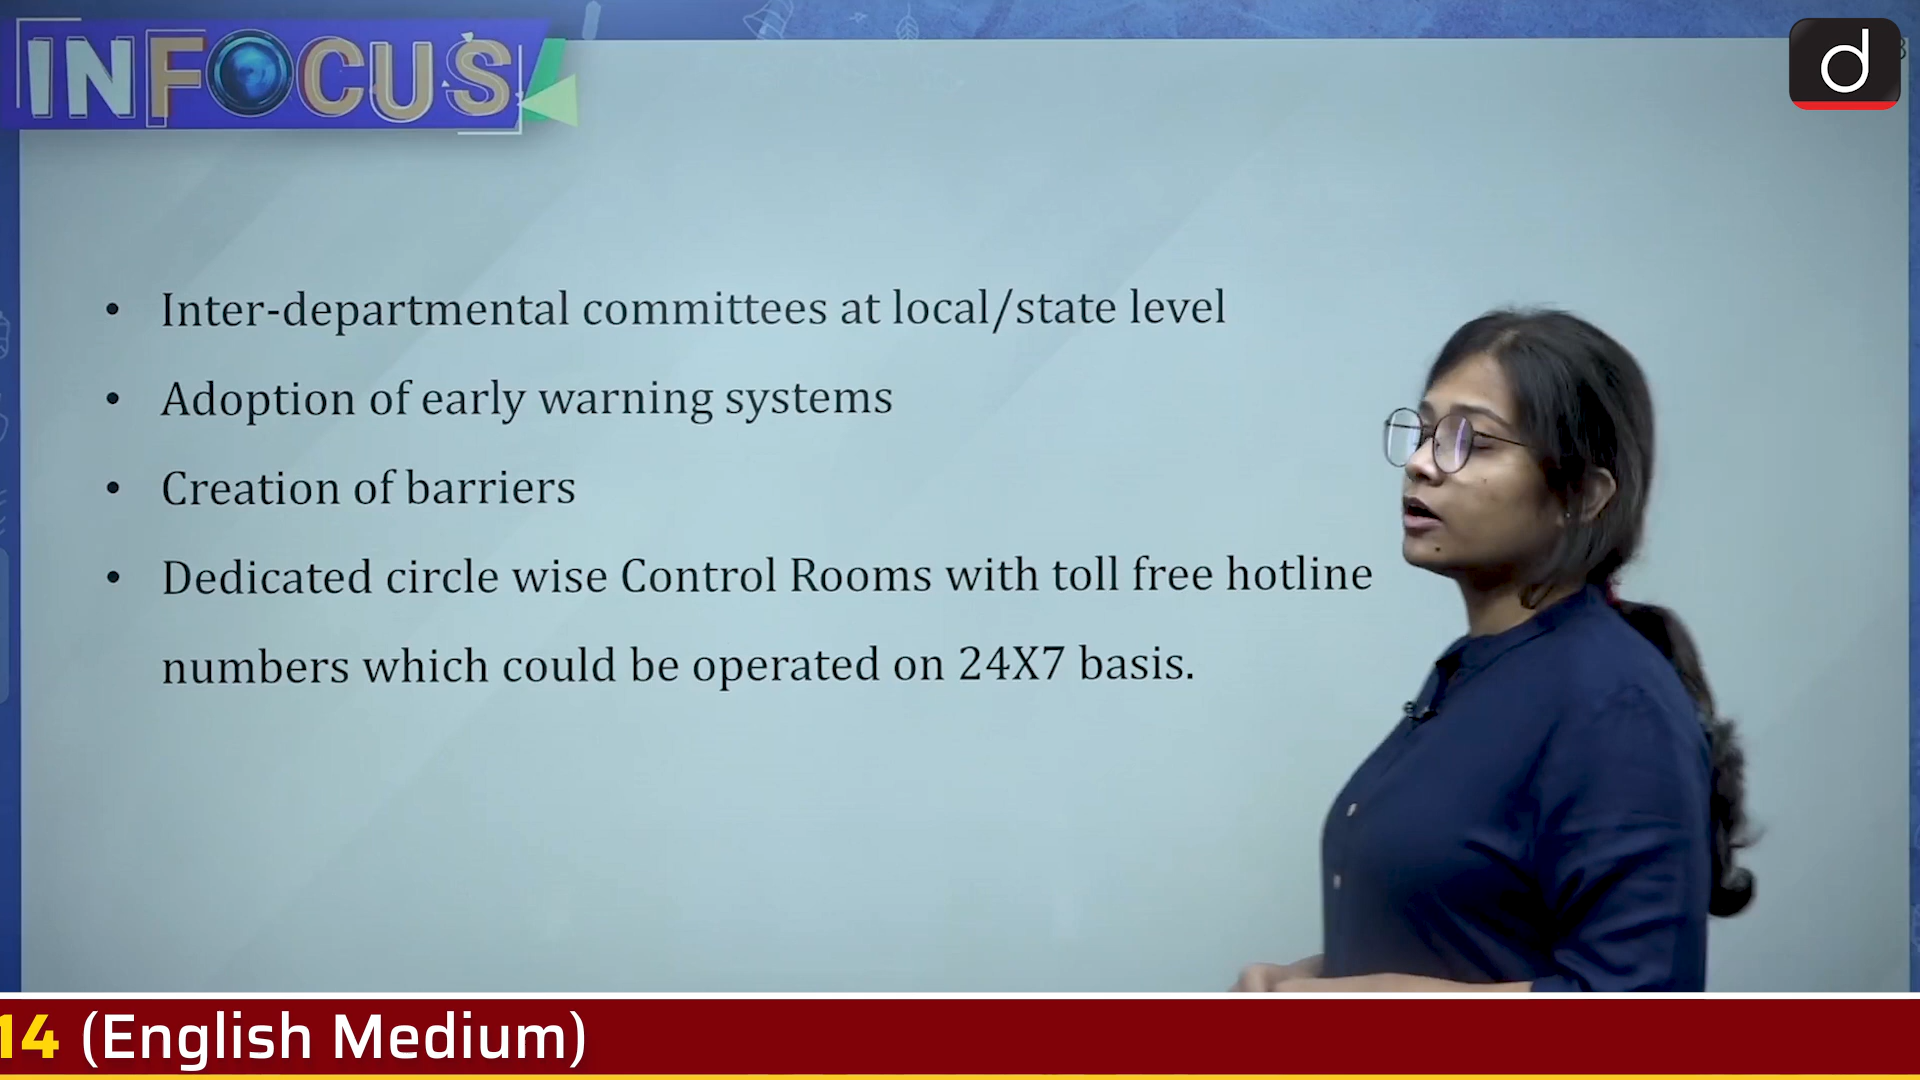 INFOCUS
d
• Inter-departmental committees at local/state level
• Adoption of early warning systems
• Creation of barriers
• Dedicated circle wise Control Rooms with toll free hotline
numbers which could be operated on 24X7 basis.
14 (English Medium)